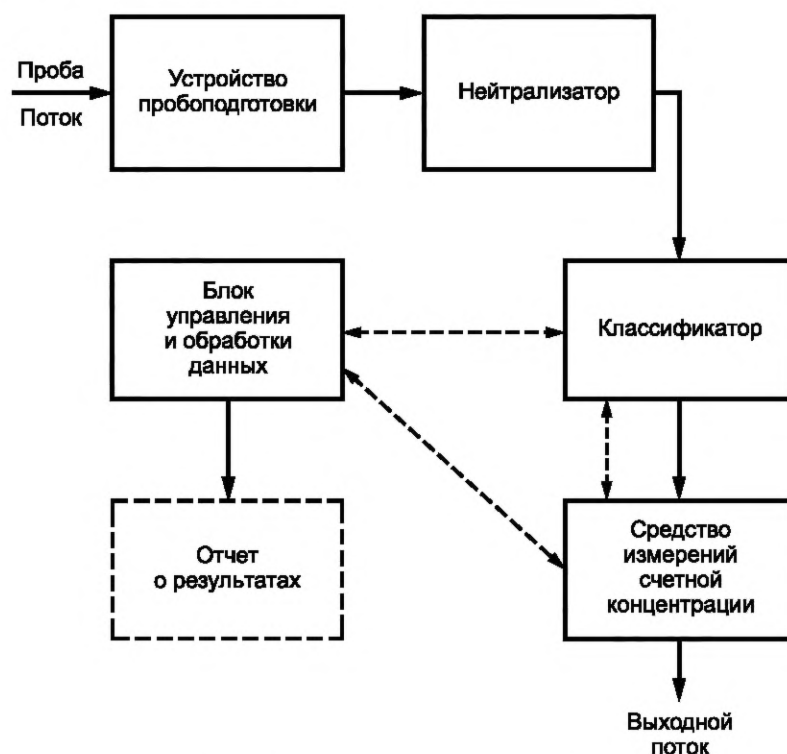 Проба
Поток
Устройство
пробоподготовки
Нейтрализатор
Блок
управления
и обработки
данных
Классификатор
Отчет
о результатах
Средство
измерений
счетной
концентрации
Выходной
поток